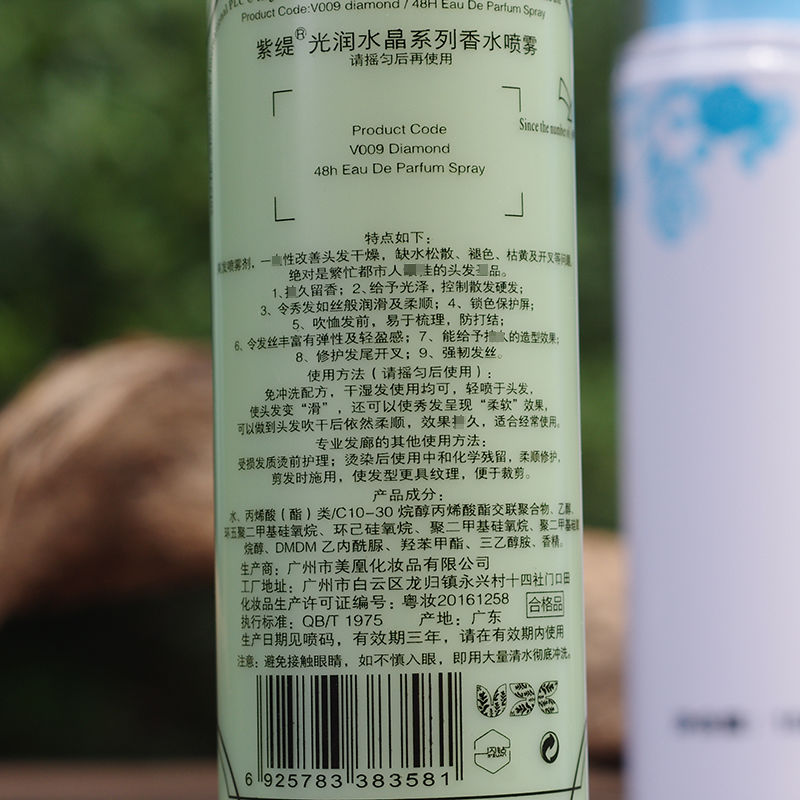 Product Code:V009 diamond / 48H Eau De Parfum Spray
紫缇® 光润水晶系列香水喷雾
请摇匀后再使用
Since the number
Product Code
V009 Diamond
48h Eau De Parfum Spray
特点如下:
发喷雾剂,一性改善头发干燥,缺水松散、褪色、枯黄及开叉等问题,
绝对是繁忙都市人的头发品。
1、久留香;2、给予光泽,控制散发硬发;
3、令秀发如丝般润滑及柔顺;4、锁色保护屏;
5、吹恤发前,易于梳理,防打结;
6、令发丝丰富有弹性及轻盈感;7、能给予久的造型效果;
8、修护发尾开叉;9、强韧发丝。
使用方法(请摇匀后使用):
免冲洗配方,干湿发使用均可,轻喷于头发,
使头发变“滑”,还可以使秀发呈现“柔软”效果,
可以做到头发吹干后依然柔顺,效果久,适合经常使用。
专业发廊的其他使用方法:
受损发质烫前护理;烫染后使用中和化学残留,柔顺修护,
剪发时施用,使发型更具纹理,便于裁剪。
产品成分:
水、丙烯酸(酯)类/C10-30 烷醇丙烯酸酯交联聚合物、乙醇、
环五聚二甲基硅氧烷、环己硅氧烷、聚二甲基硅氧烷、聚二甲基硅氧
烷醇、DMDM 乙内酰脲、羟苯甲酯、三乙醇胺、香精。
生产商:广州市美凰化妆品有限公司
工厂地址:广州市白云区龙归镇永兴村十四社门口田
化妆品生产许可证编号:粤妆20161258 合格品
执行标准:QB/T 1975 产地:广东
生产日期见喷码,有效期三年,请在有效期内使用
注意:避免接触眼睛,如不慎入眼,即用大量清水彻底冲洗。
6 925783 383581